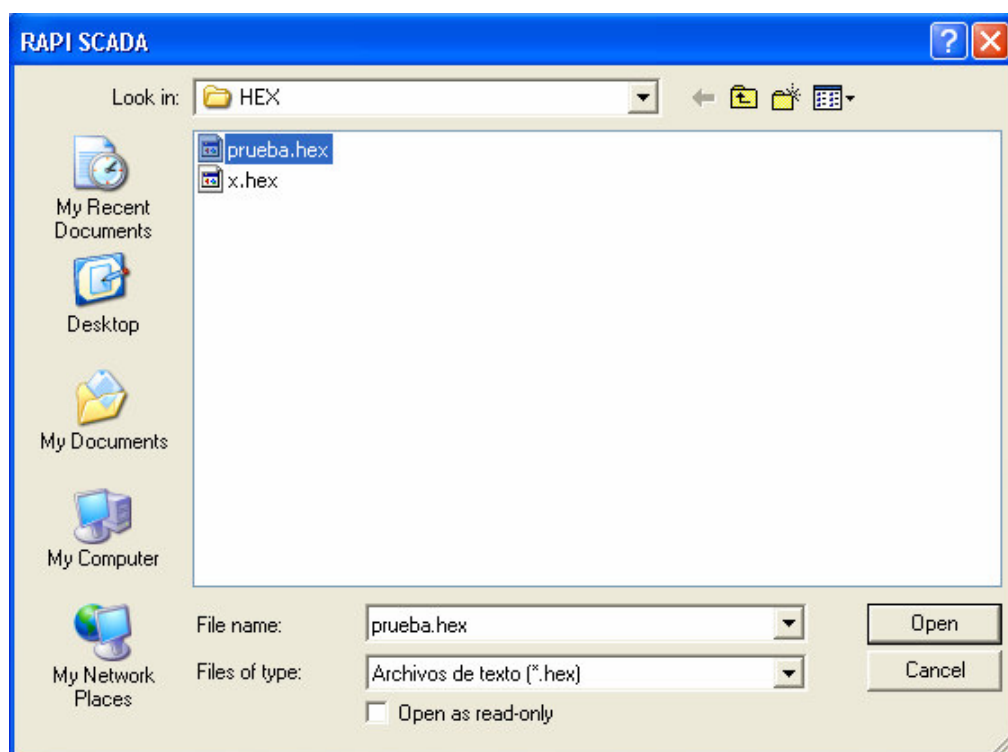 RAPI SCADA
Look in:
HEX
prueba.hex
x.hex
My Recent
Documents
Desktop
My Documents
My Computer
My Network
Places
File name:
prueba.hex
Open
Files of type:
Archivos de texto (*.hex)
Cancel
Open as read-only